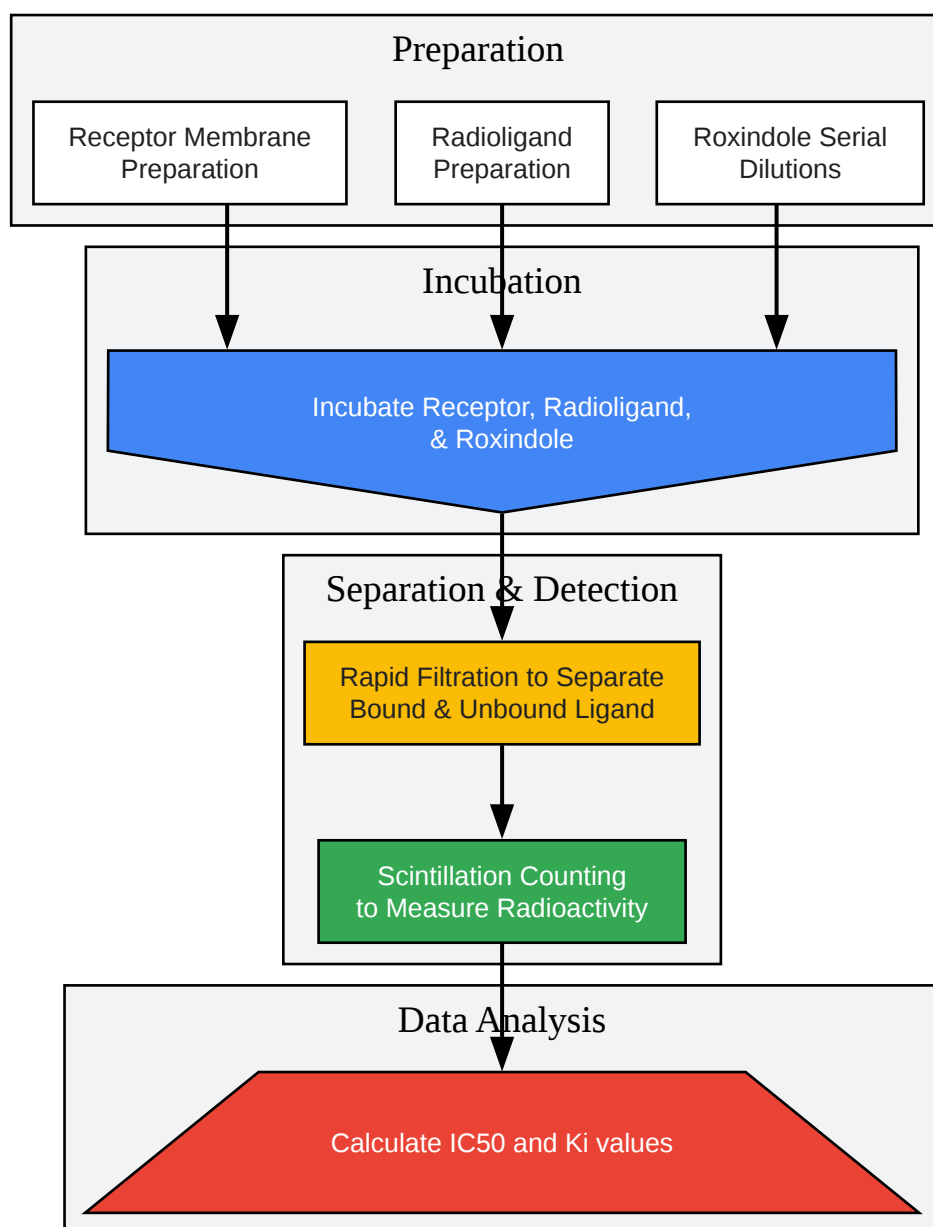 Preparation
Receptor Membrane
Preparation
Radioligand
Preparation
Roxindole Serial
Dilutions
Incubation
Incubate Receptor, Radioligand,
& Roxindole
Separation & Detection
Rapid Filtration to Separate
Bound & Unbound Ligand
Scintillation Counting
to Measure Radioactivity
Data Analysis
Calculate IC50 and Ki values